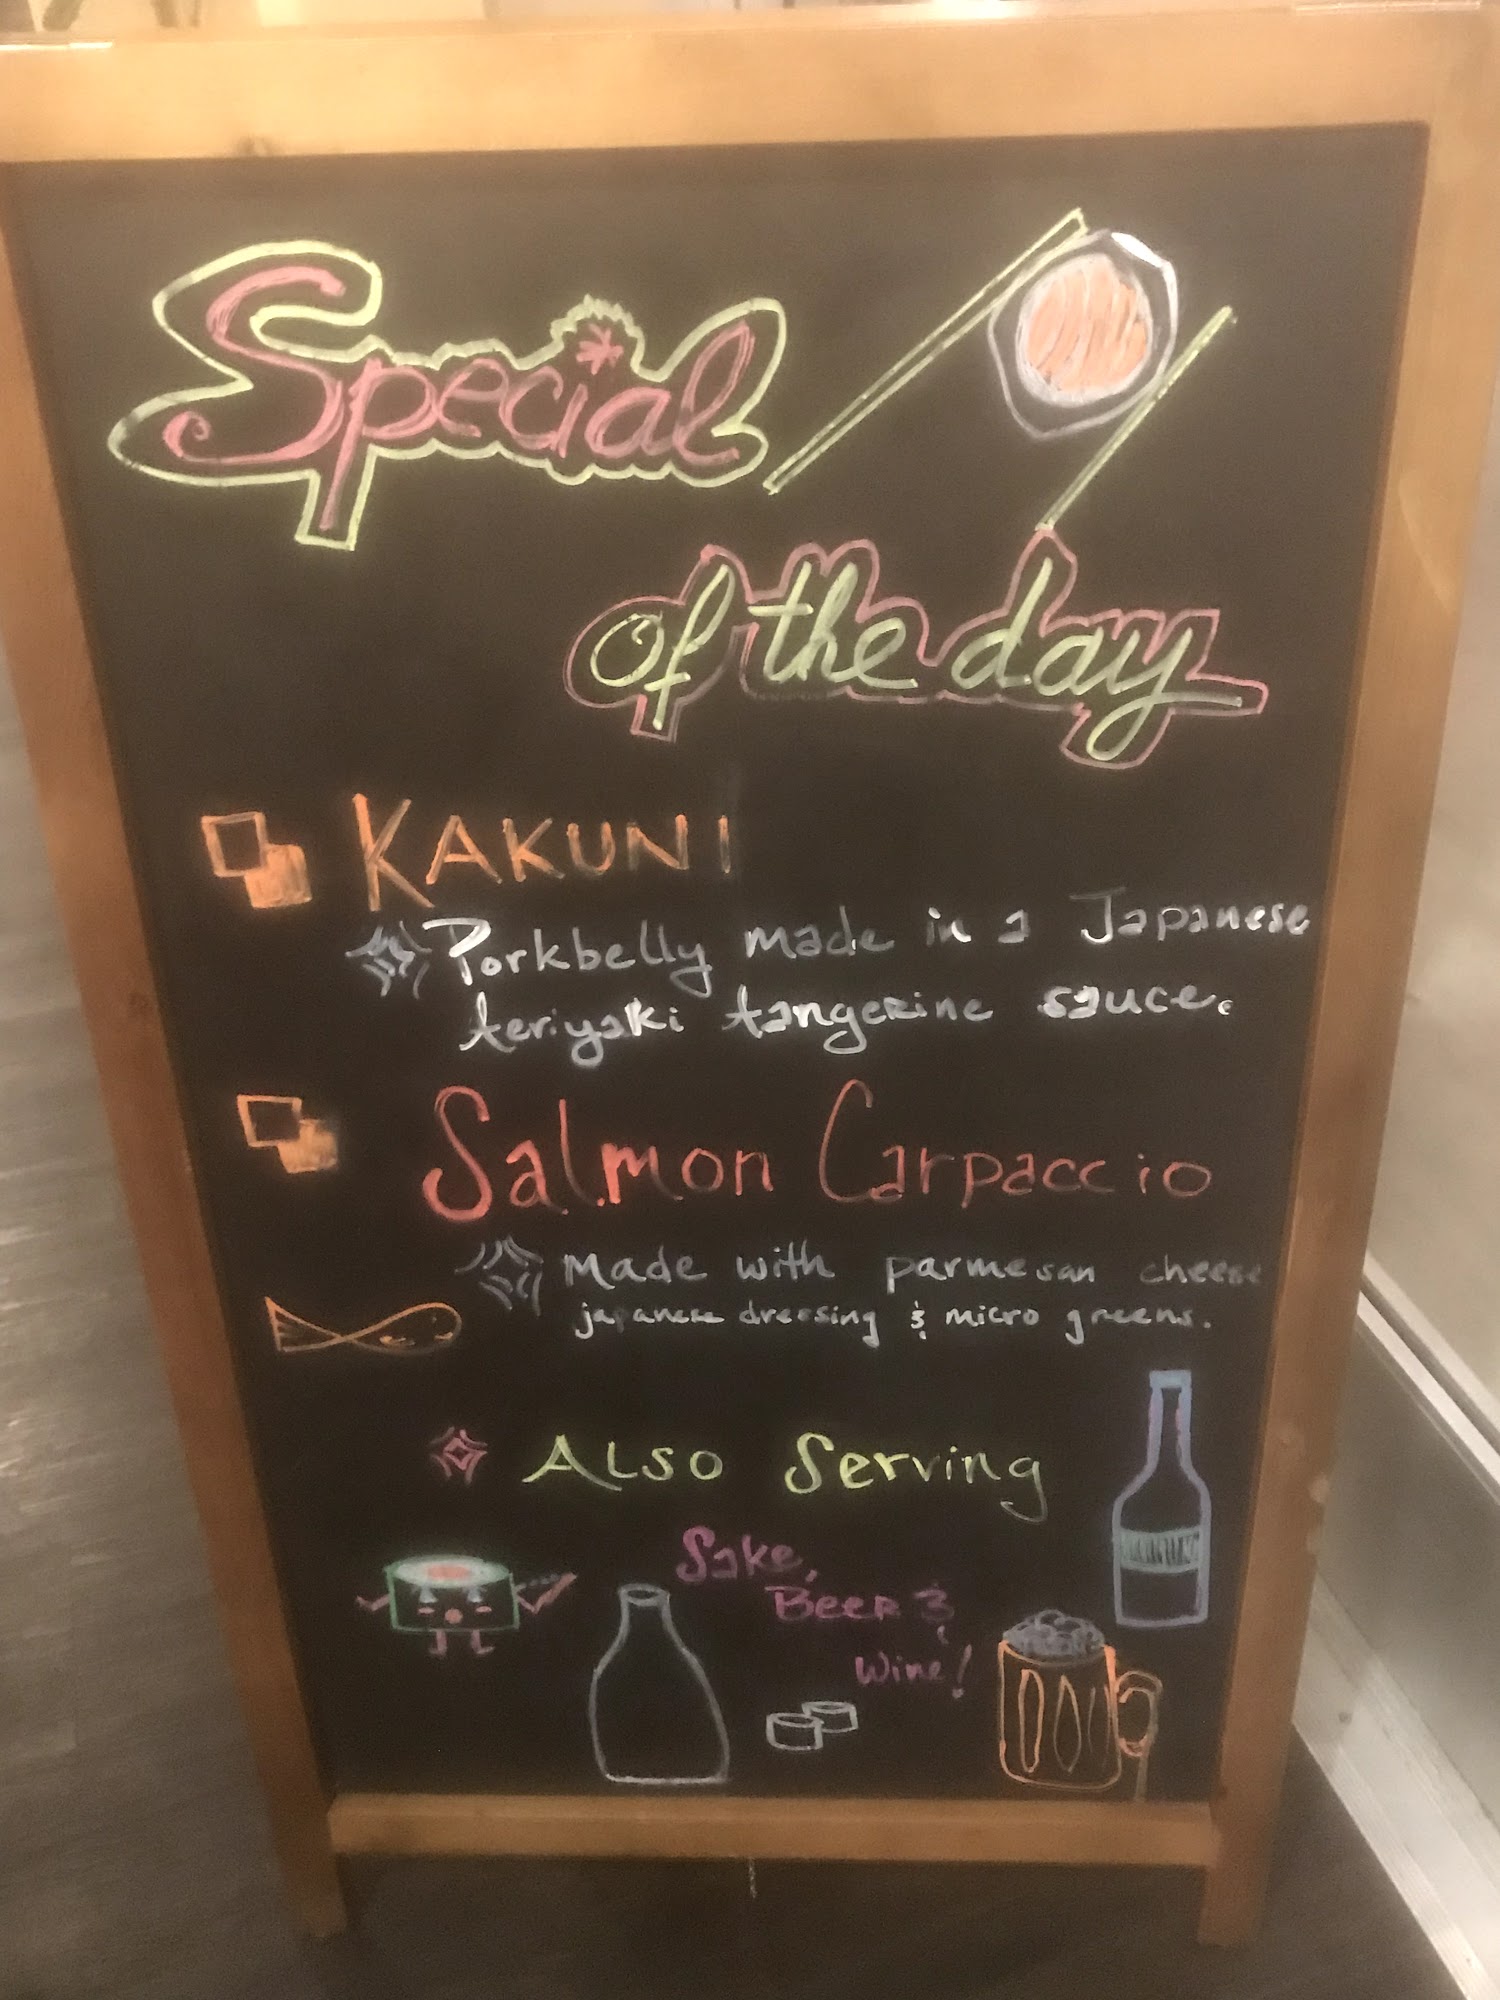 Special
of the day
KAKUNI
Porkbelly made in a Japanese
teriyaki tangerine sauce.
Salmon Carpaccio
Made with parmesan cheese
japanese dressing & micro greens.
Also Serving
Sake,
Beer &
Wine!